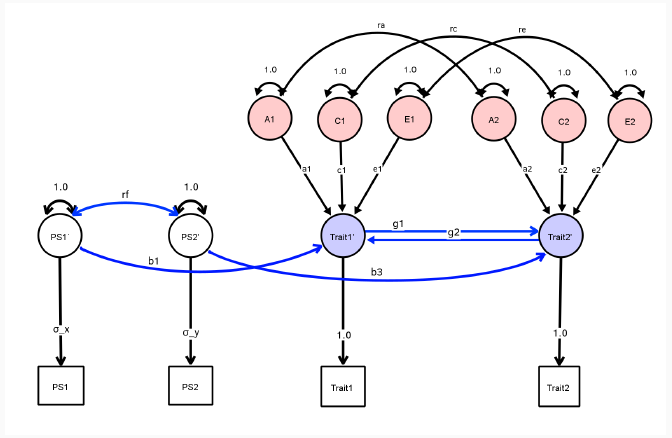 ra
rc
re
1.0
1.0
1.0
1.0
1.0
1.0
A1
C1
E1
A2
C2
E2
a1
c1
e1
a2
c2
e2
1.0
rf
1.0
PS1'
PS2'
Trait1'
g1
g2
Trait2'
b1
b3
σ_x
σ_y
1.0
1.0
PS1
PS2
Trait1
Trait2